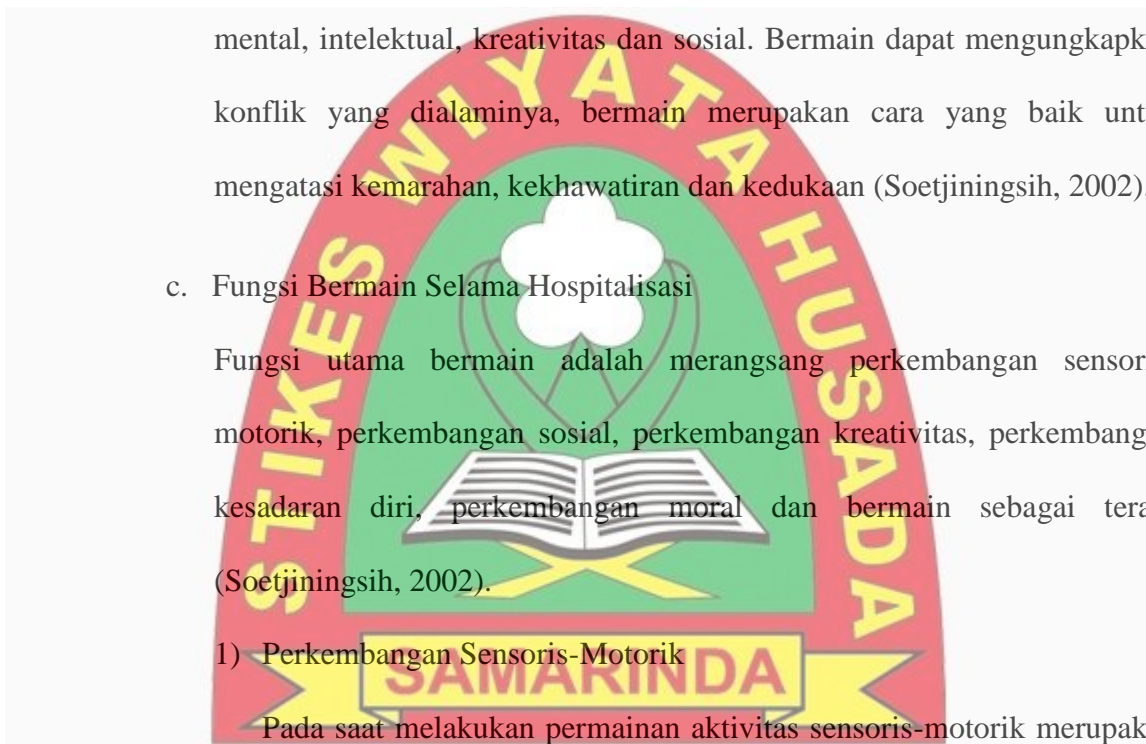 mental, intelektual, kreativitas dan sosial. Bermain dapat mengungkapk
konflik yang dialaminya, bermain merupakan cara yang baik unt
mengatasi kemarahan, kekhawatiran dan kedukaan (Soetjiningsih, 2002)
c. Fungsi Bermain Selama Hospitalisasi
Fungsi utama bermain adalah merangsang perkembangan sensori
motorik, perkembangan sosial, perkembangan kreativitas, perkembang
kesadaran diri, perkembangan moral dan bermain sebagai tera
(Soetjiningsih, 2002).
1) Perkembangan Sensoris-Motorik
Pada saat melakukan permainan aktivitas sensoris-motorik merupak
STIKES WIYATA HUSADA
SAMARINDA